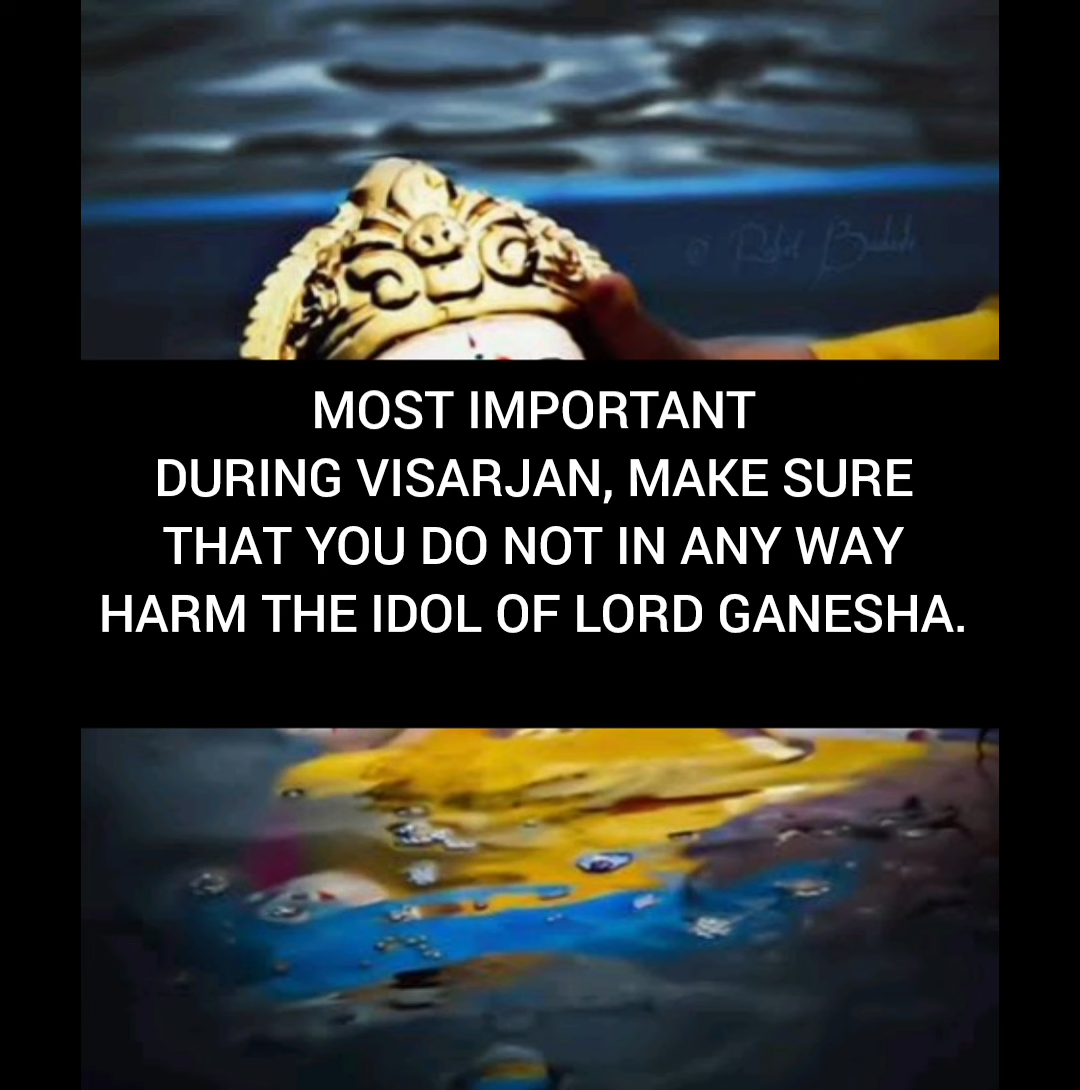 MOST IMPORTANT
DURING VISARJAN, MAKE SURE
THAT YOU DO NOT IN ANY WAY
HARM THE IDOL OF LORD GANESHA.